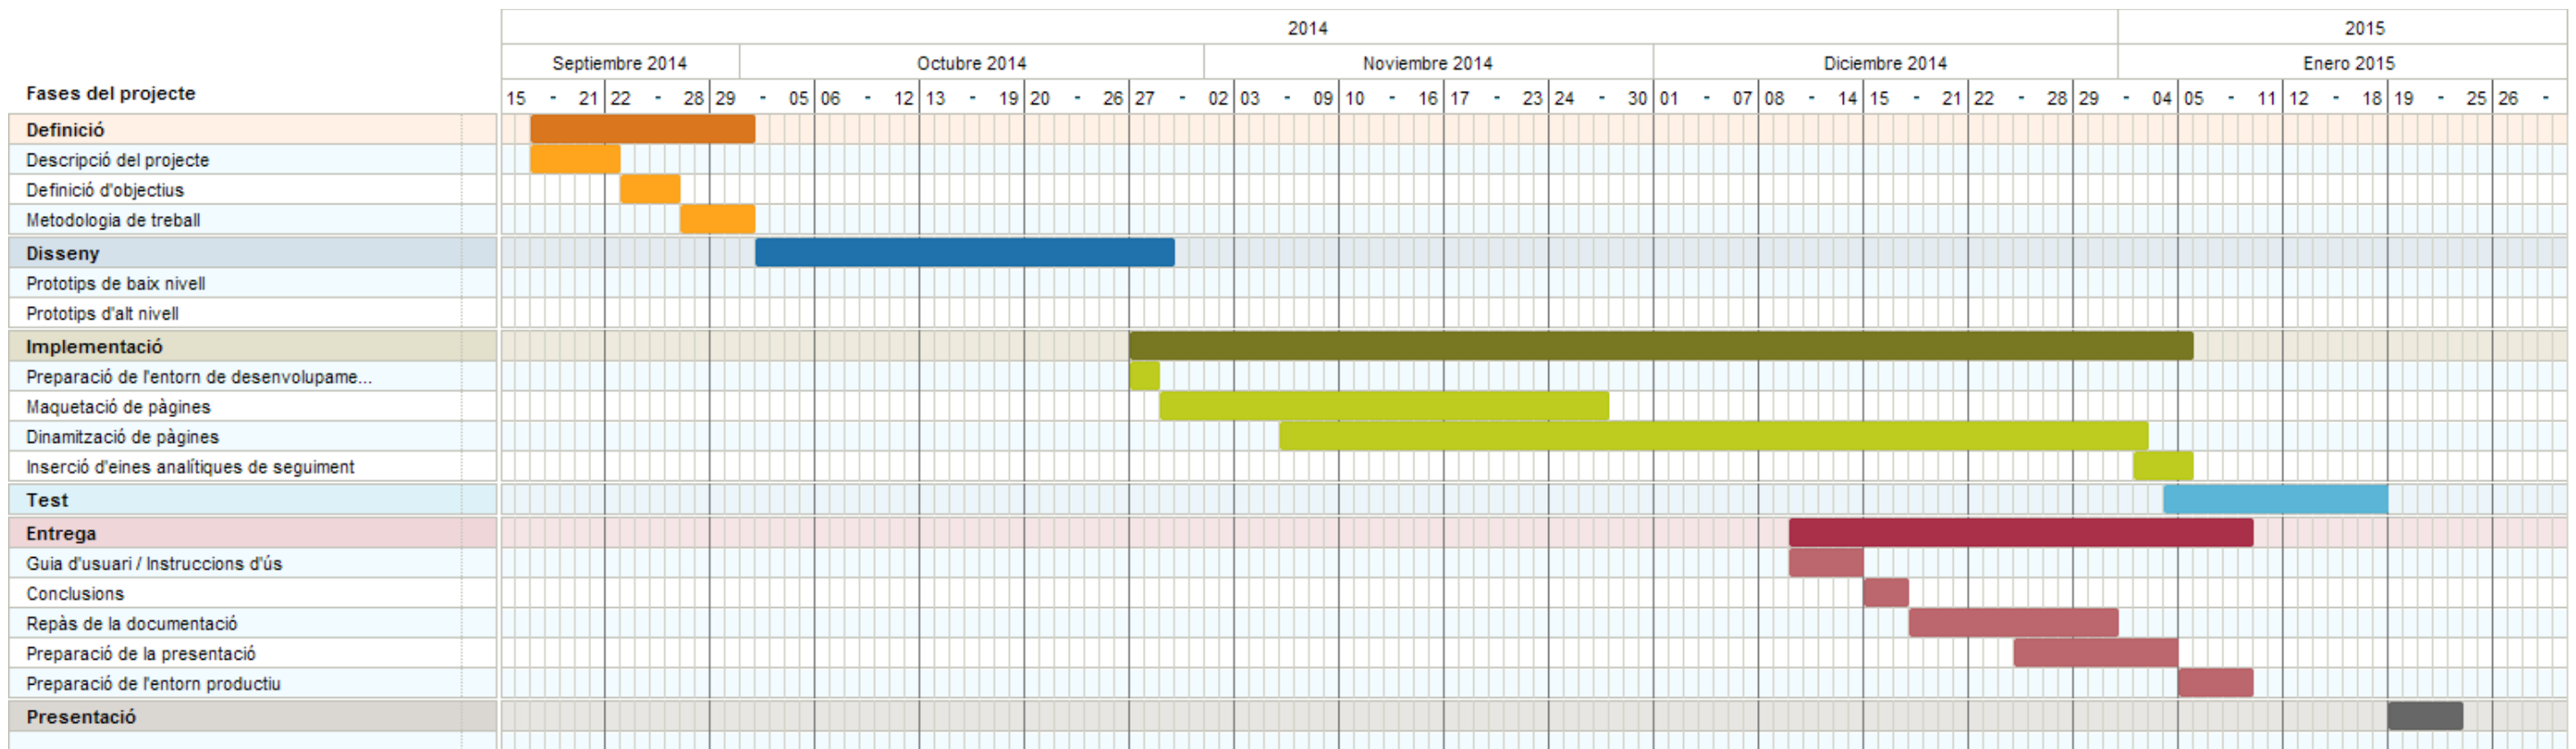 2014 2015
Septiembre 2014 Octubre 2014 Noviembre 2014 Diciembre 2014 Enero 2015
Fases del projecte 15 - 21 22 - 28 29 - 05 06 - 12 13 - 19 20 - 26 27 - 02 03 - 09 10 - 16 17 - 23 24 - 30 01 - 07 08 - 14 15 - 21 22 - 28 29 - 04 05 - 11 12 - 18 19 - 25 26 -
Definició
Descripció del projecte
Definició d'objectius
Metodologia de treball
Disseny
Prototips de baix nivell
Prototips d'alt nivell
Implementació
Preparació de l'entorn de desenvolupame...
Maquetació de pàgines
Dinamització de pàgines
Inserció d'eines analítiques de seguiment
Test
Entrega
Guia d'usuari / Instruccions d'ús
Conclusions
Repàs de la documentació
Preparació de la presentació
Preparació de l'entorn productiu
Presentació